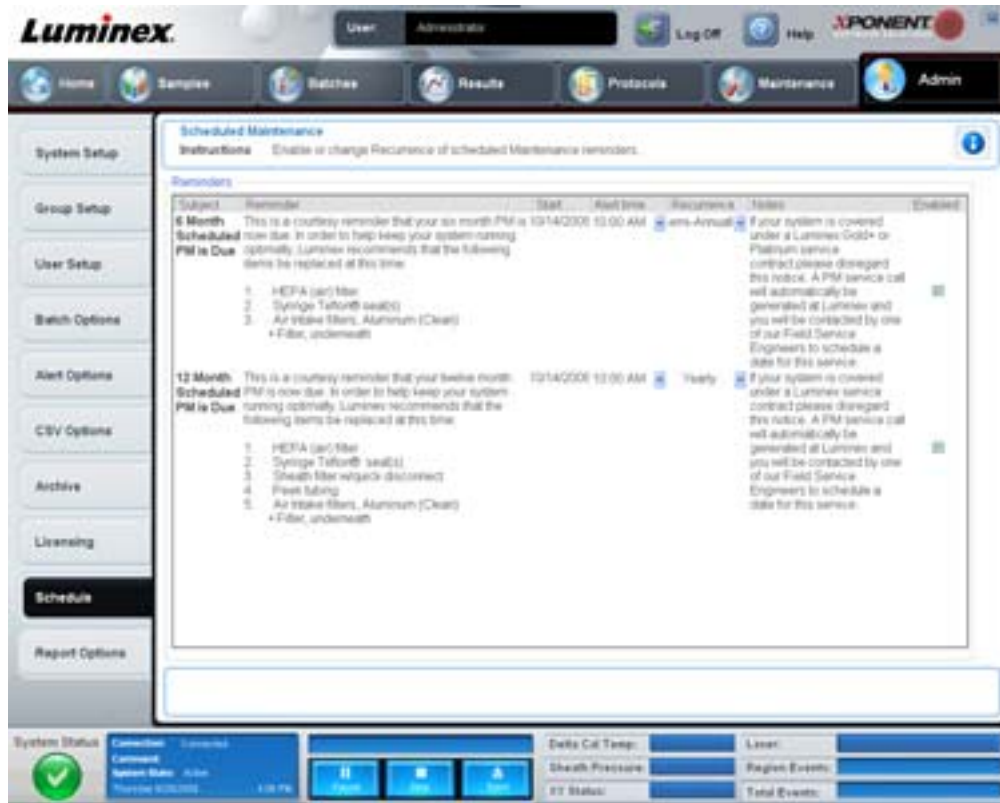 Luminex
User Administrator Log Off Help XPONENT
Home Samples Batches Results Protocols Maintenance Admin
System Setup
Group Setup
User Setup
Batch Options
Alert Options
CSV Options
Archive
Licensing
Schedule
Report Options
Scheduled Maintenance
Instructions Enable or change Recurrence of scheduled Maintenance reminders.
Reminders
Subject Reminder Start Alert time Recurrence Notes Enabled
6 Month
Scheduled
PM is Due
This is a courtesy reminder that your six month PM is
now due. In order to help keep your system running
optimally, Luminex recommends that the following
items be replaced at this time:
1. HEPA (air) filter
2. Syringe Teflon® seal(s)
3. Air intake filters, Aluminum (Clean)
• Filter, underneath
10:00 AM
emi-Annual
If your system is covered
under a Luminex Gold+ or
Platinum service
contract please disregard
this notice. A PM service call
will automatically be
generated at Luminex and
you will be contacted by one
of our Field Service
Engineers to schedule a
date for this service.
12 Month
Scheduled
PM is Due
This is a courtesy reminder that your twelve month
PM is now due. In order to help keep your system
running optimally, Luminex recommends that the
following items be replaced at this time:
1. HEPA (air) filter
2. Syringe Teflon® seal(s)
3. Sheath filter w/quick disconnect
4. Peek tubing
5. Air intake filters, Aluminum (Clean)
• Filter, underneath
10:00 AM
Yearly
If your system is covered
under a Luminex service
contract please disregard
this notice. A PM service call
will automatically be
generated at Luminex and
you will be contacted by one
of our Field Service
Engineers to schedule a
date for this service.
System Status
Connection: Connected
Command:
System State: Active
Thursday
Pause Stop Eject
Delta Cal Temp:
Sheath Pressure:
XY Status:
Laser:
Region Events:
Total Events: